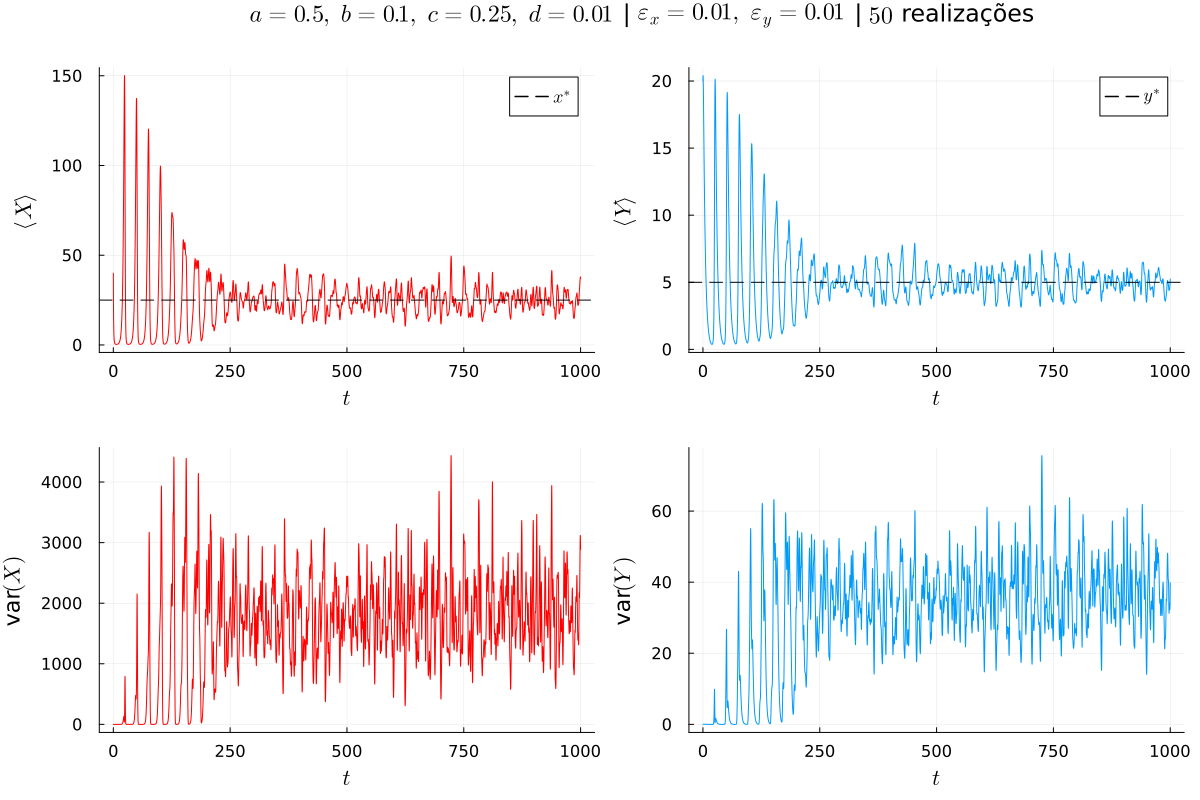 a = 0.5, b = 0.1, c = 0.25, d = 0.01 | εx = 0.01, εy = 0.01 | 50 realizações
150
100
50
0
⟨X⟩
x*
0 250 500 750 1000
t
20
15
10
5
0
⟨Y⟩
y*
0 250 500 750 1000
t
4000
3000
2000
1000
0
var(X)
0 250 500 750 1000
t
60
40
20
0
var(Y)
0 250 500 750 1000
t